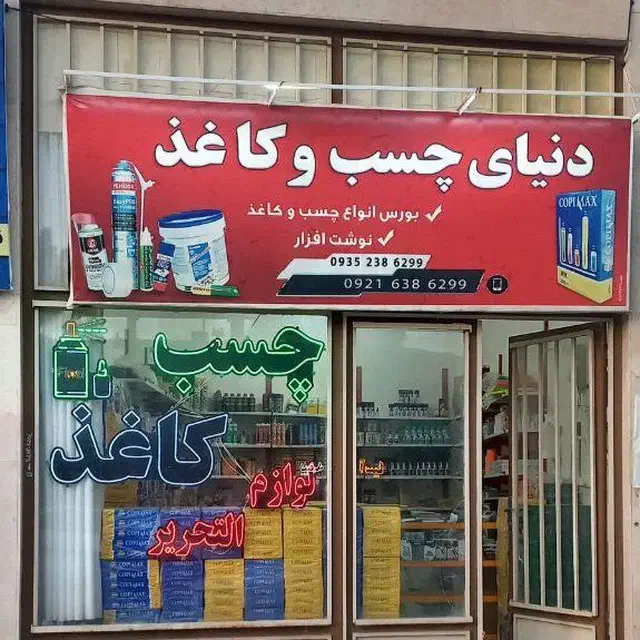 دنیای چسب و کاغذ
بورس انواع چسب و کاغذ
نوشت افزار
0935 238 6299
0921 638 6299
COPIMAX
چسب
کاغذ
لوازم
التحریر
COPIMAX